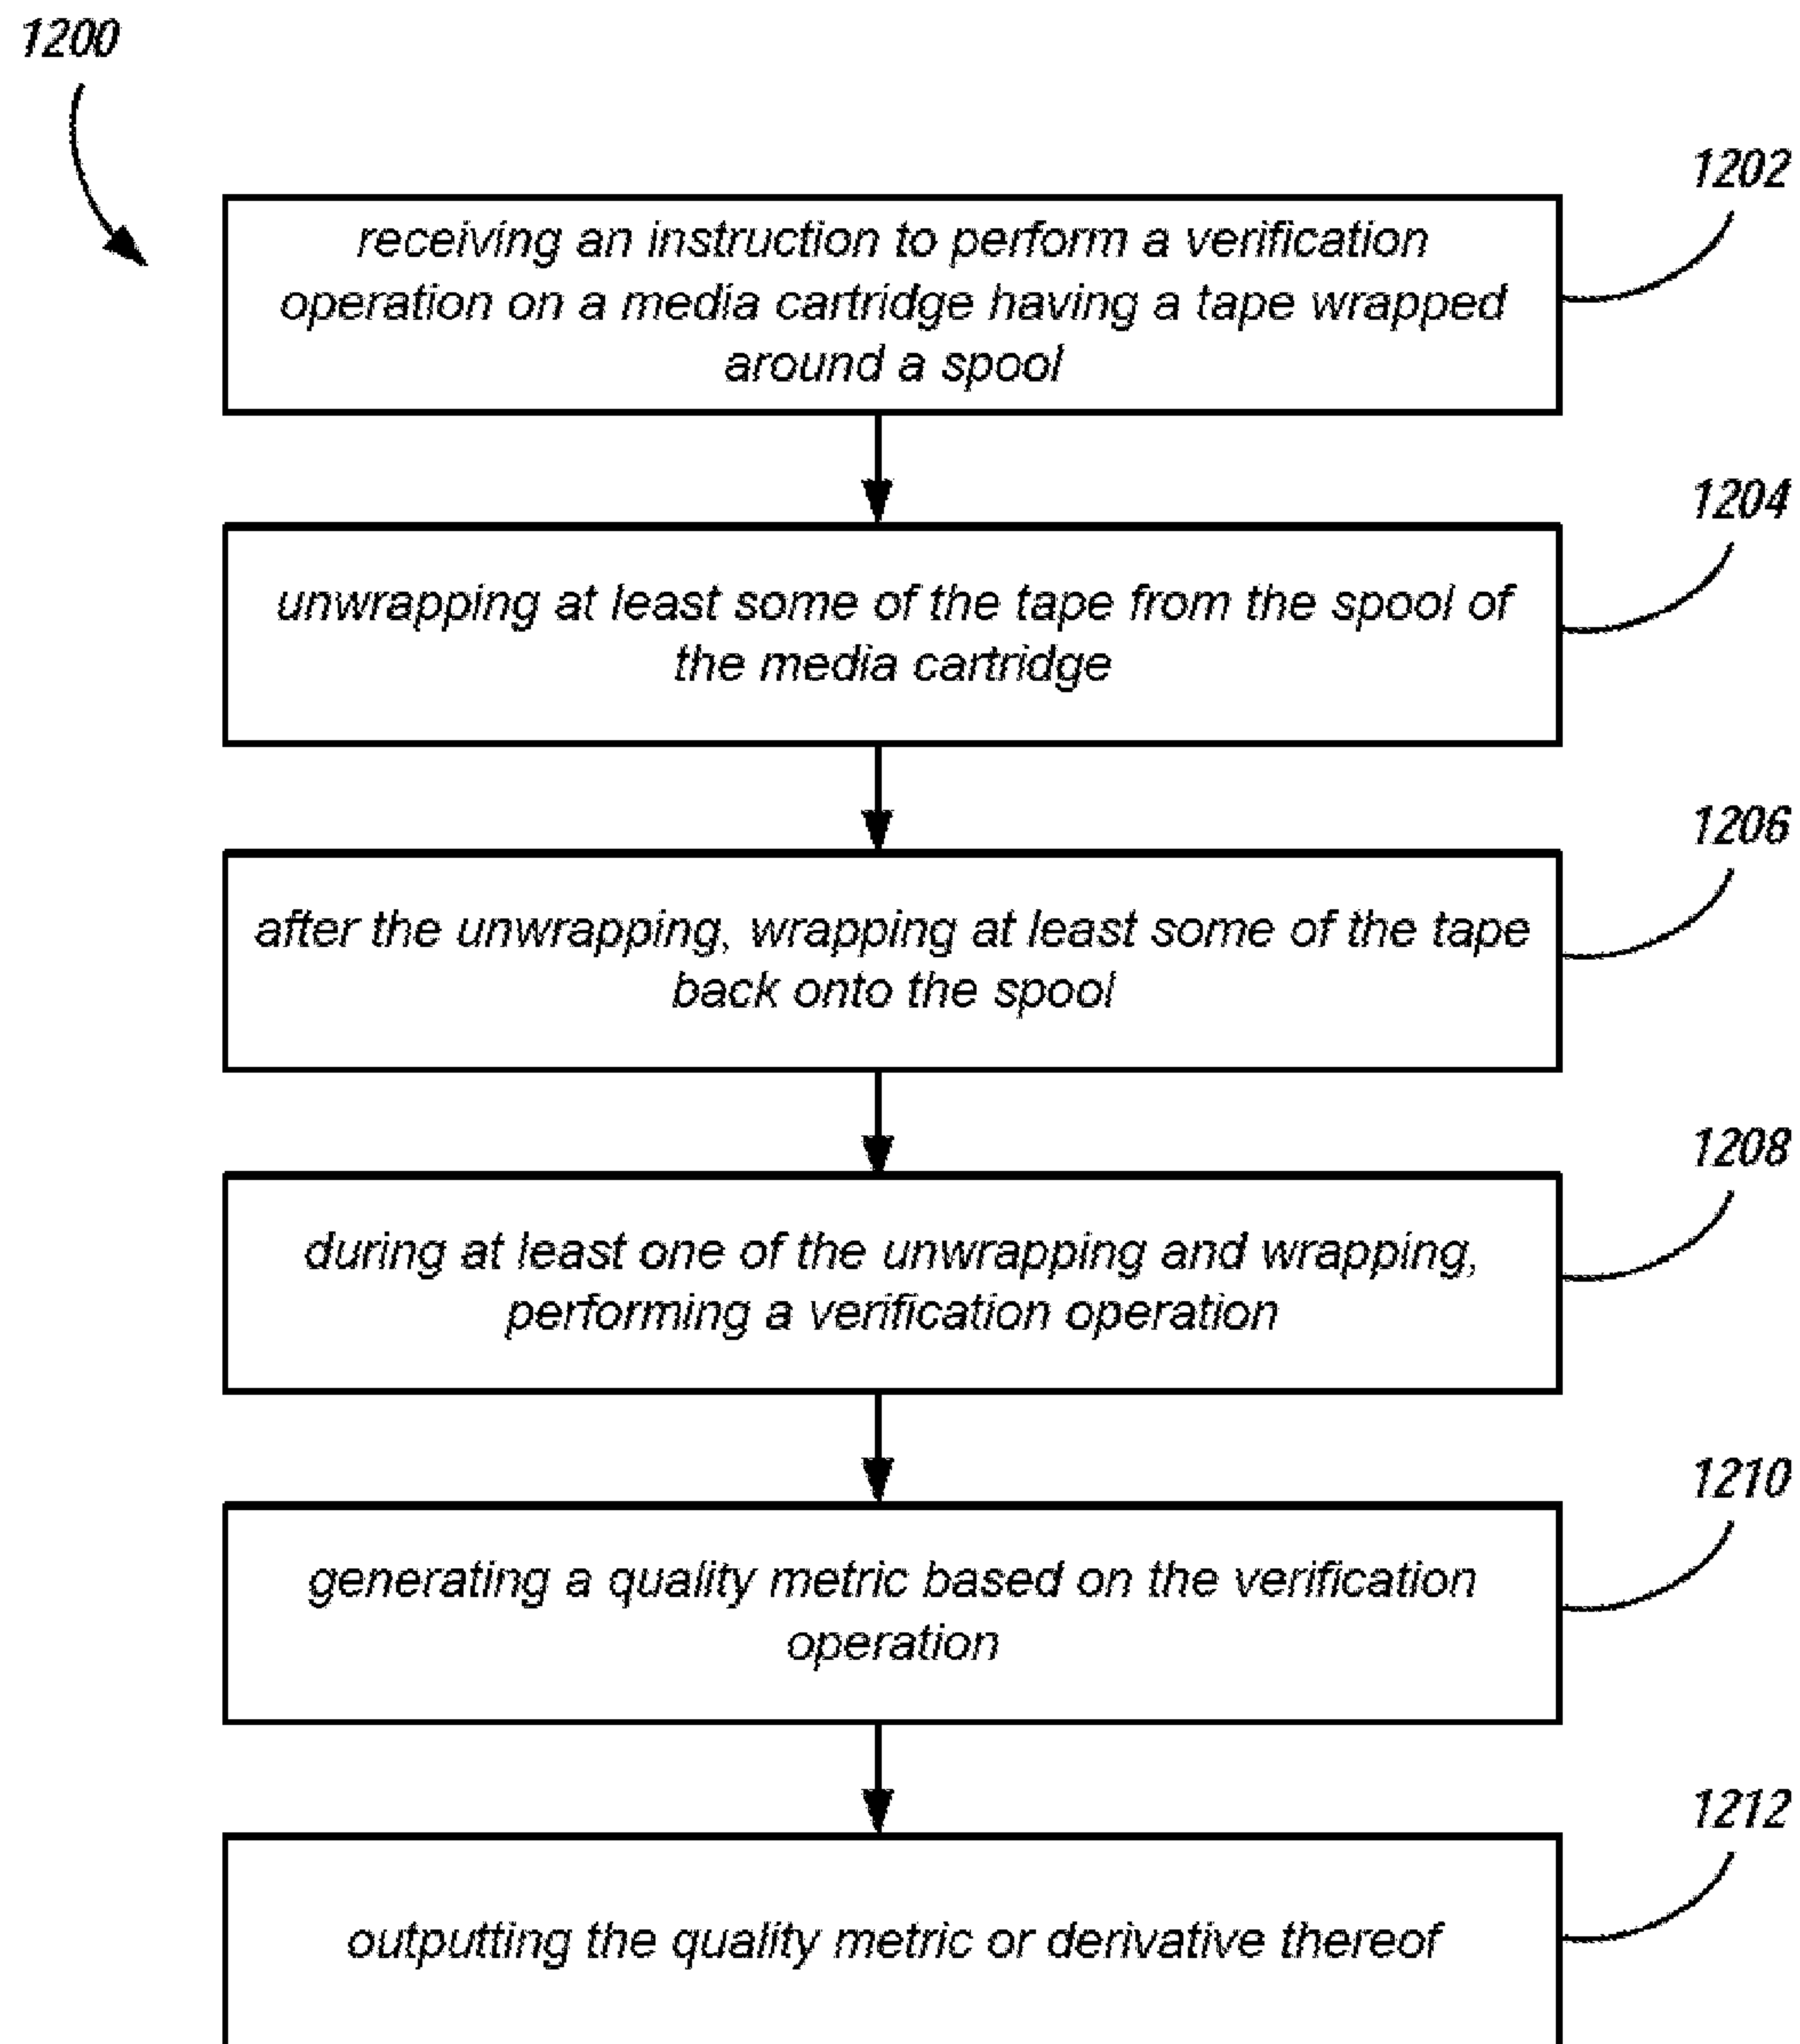 1200
1202
receiving an instruction to perform a verification
operation on a media cartridge having a tape wrapped
around a spool
1204
unwrapping at least some of the tape from the spool of
the media cartridge
1206
after the unwrapping, wrapping at least some of the tape
back onto the spool
1208
during at least one of the unwrapping and wrapping,
performing a verification operation
1210
generating a quality metric based on the verification
operation
1212
outputting the quality metric or derivative thereof